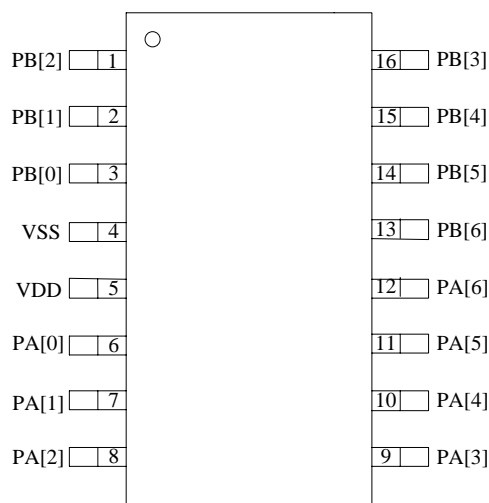 PB[2] 1 16 PB[3]
PB[1] 2 15 PB[4]
PB[0] 3 14 PB[5]
VSS 4 13 PB[6]
VDD 5 12 PA[6]
PA[0] 6 11 PA[5]
PA[1] 7 10 PA[4]
PA[2] 8 9 PA[3]